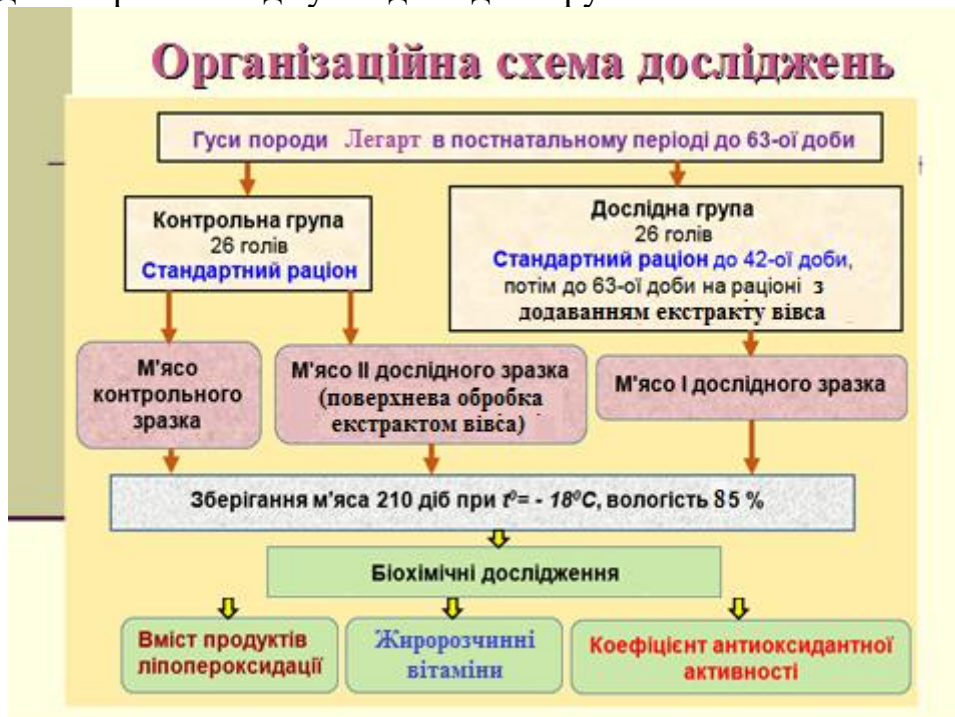 Організаційна схема досліджень
Гуси породи Легарт в постнатальному періоді до 63-ої доби
Контрольна група
26 голів
Стандартний раціон
Дослідна група
26 голів
Стандартний раціон до 42-ої доби,
потім до 63-ої доби на раціоні з
додаванням екстракту вівса
М'ясо
контрольного
зразка
М'ясо ІІ дослідного зразка
(поверхнева обробка
екстрактом вівса)
М'ясо І дослідного зразка
Зберігання м'яса 210 діб при t⁰= - 18⁰С, вологість 85 %
Біохімічні дослідження
Вміст продуктів
ліпопероксидації
Жиророзчинні
вітаміни
Коефіцієнт антиоксидантної
активності